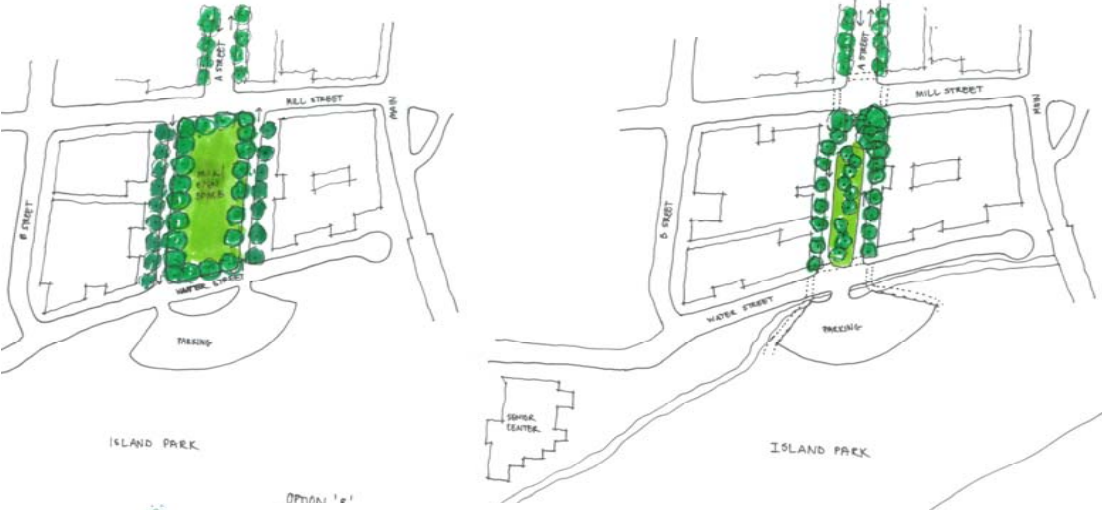 A STREET
MILL STREET
MAIN
B STREET
WATER STREET
PARKING
ISLAND PARK
OPTION
A STREET
MILL STREET
MAIN
B STREET
WATER STREET
PARKING
SENIOR
CENTER
ISLAND PARK